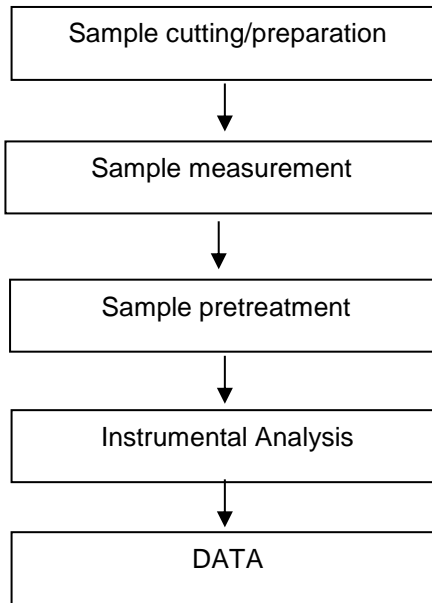 Sample cutting/preparation
Sample measurement
Sample pretreatment
Instrumental Analysis
DATA